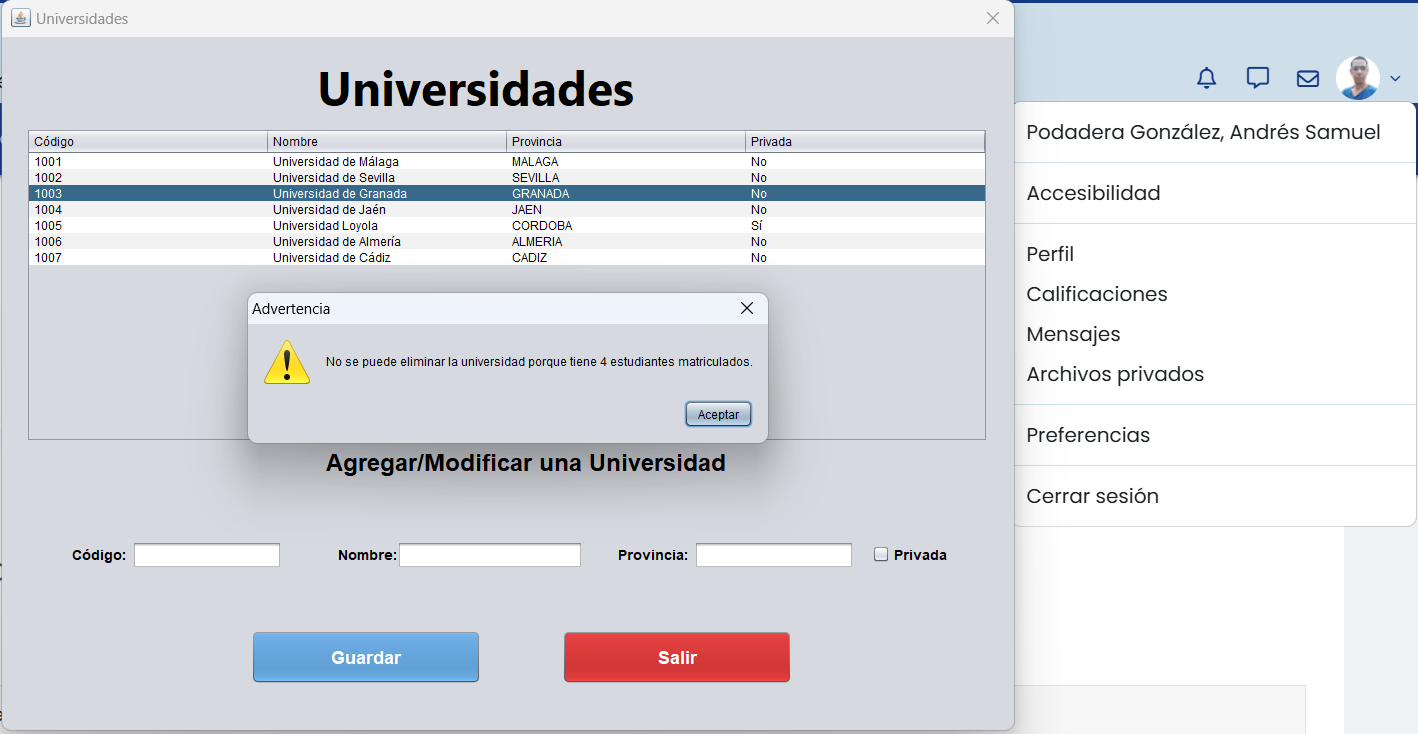 Universidades
Universidades
Código Nombre Provincia Privada
1001 Universidad de Málaga MALAGA No
1002 Universidad de Sevilla SEVILLA No
1003 Universidad de Granada GRANADA No
1004 Universidad de Jaén JAEN No
1005 Universidad Loyola CORDOBA Sí
1006 Universidad de Almería ALMERIA No
1007 Universidad de Cádiz CADIZ No
Advertencia
No se puede eliminar la universidad porque tiene 4 estudiantes matriculados.
Aceptar
Agregar/Modificar una Universidad
Código: Nombre: Provincia: Privada
Guardar Salir
Podadera González, Andrés Samuel
Accesibilidad
Perfil
Calificaciones
Mensajes
Archivos privados
Preferencias
Cerrar sesión